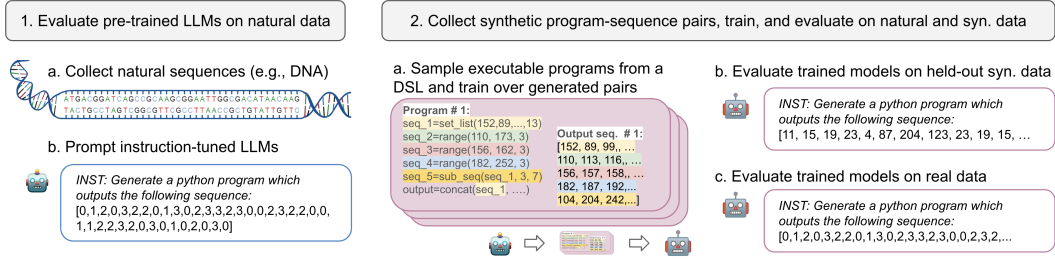 1. Evaluate pre-trained LLMs on natural data
a. Collect natural sequences (e.g., DNA)
ATGACGGATCAGCCGCAAGCGGAATTGGCGACATAACAAG
TACTGCCTAGTCGGCGTTCGCCTTAACCGCTGTATTGTTC
b. Prompt instruction-tuned LLMs
INST: Generate a python program which
outputs the following sequence:
[0,1,2,0,3,2,2,0,1,3,0,2,3,3,2,3,0,0,2,3,2,2,0,0,
1,1,2,2,3,2,0,3,0,1,0,2,0,3,0]
2. Collect synthetic program-sequence pairs, train, and evaluate on natural and syn. data
a. Sample executable programs from a
DSL and train over generated pairs
Program # 1:
seq_1=set_list(152,89,...,13)
seq_2=range(110, 173, 3)
seq_3=range(156, 162, 3)
seq_4=range(182, 252, 3)
seq_5=sub_seq(seq_1, 3, 7)
output=concat(seq_1, ....)
Output seq. # 1:
[152, 89, 99,, ...
110, 113, 116,, ...
156, 157, 158,, ...
182, 187, 192,...
104, 204, 242,...]
b. Evaluate trained models on held-out syn. data
INST: Generate a python program which
outputs the following sequence:
[11, 15, 19, 23, 4, 87, 204, 123, 23, 19, 15, ...
c. Evaluate trained models on real data
INST: Generate a python program which
outputs the following sequence:
[0,1,2,0,3,2,2,0,1,3,0,2,3,3,2,3,0,0,2,3,2,...